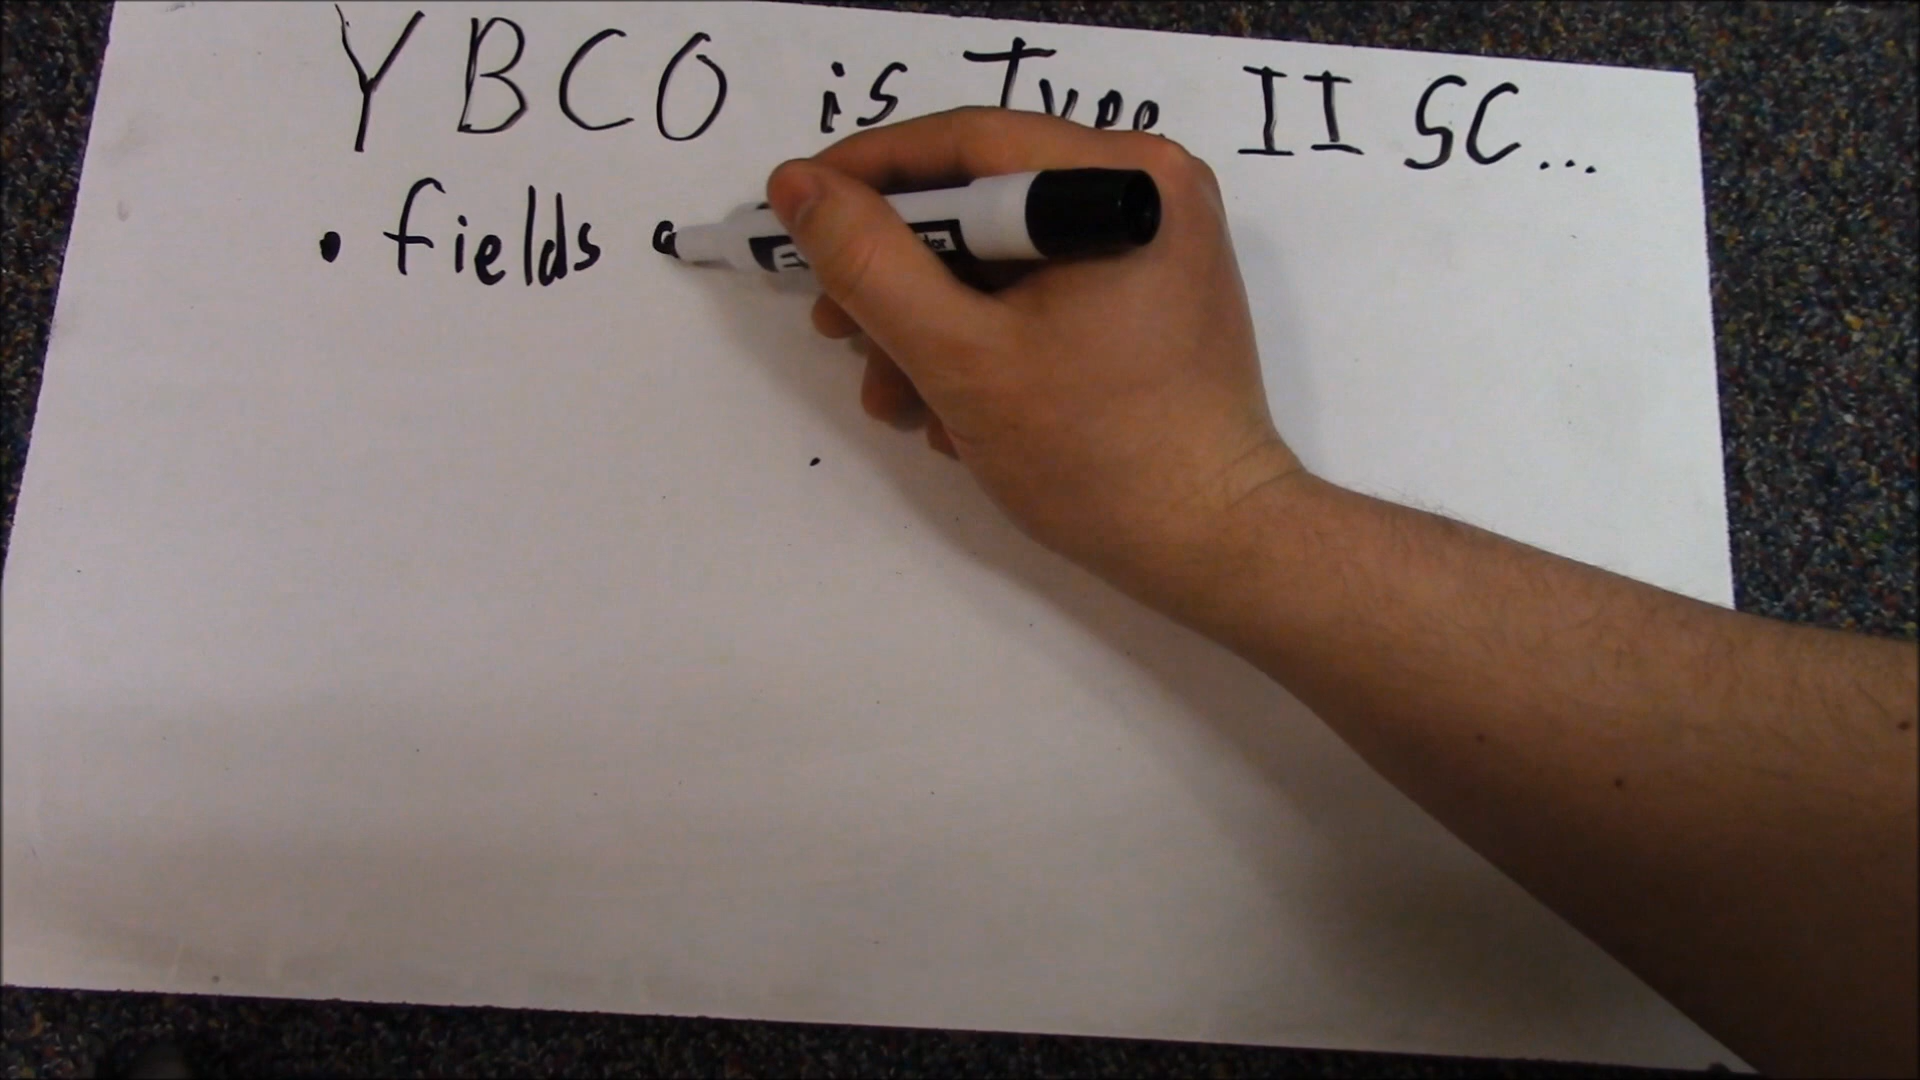 YBCO is Type II SC...
• fields a